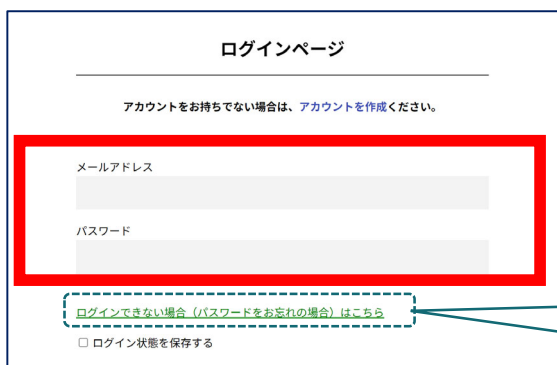 ログインページ
アカウントをお持ちでない場合は、アカウントを作成ください。
メールアドレス
パスワード
ログインできない場合（パスワードをお忘れの場合）はこちら
ログイン状態を保存する